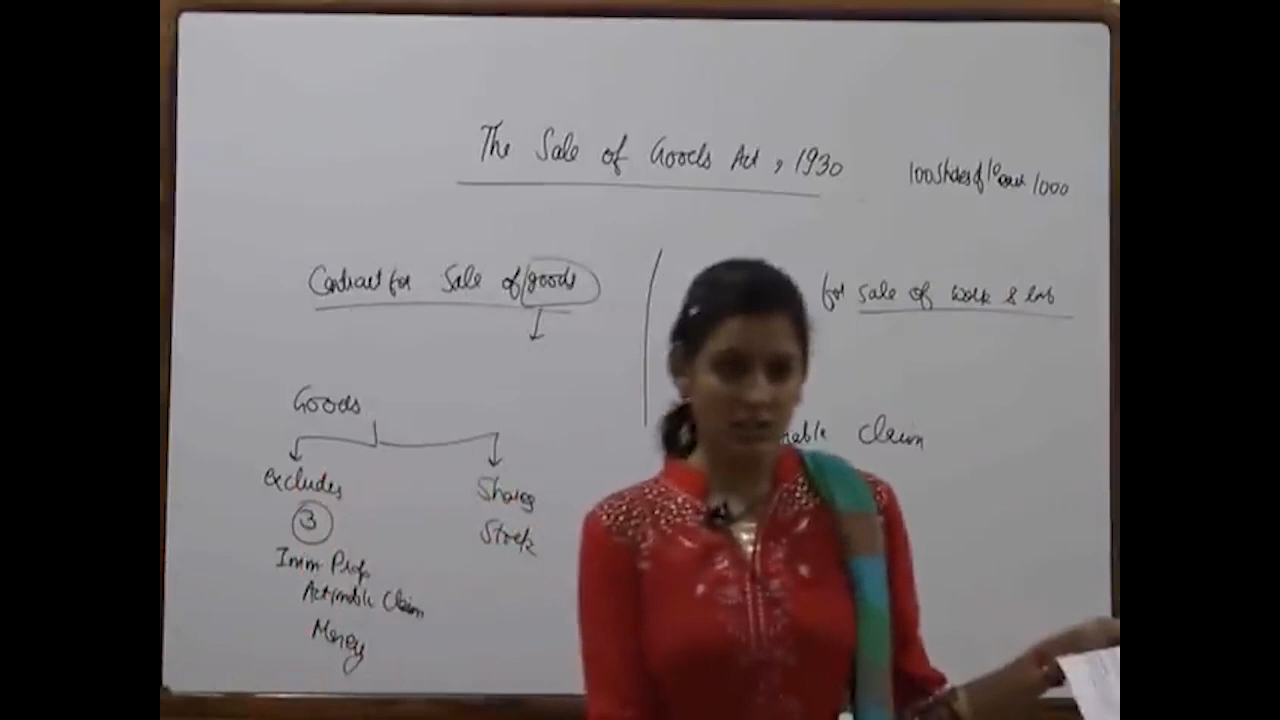 The Sale of Goods Act, 1930
100 Shares of 10 each 1000
Contract for Sale of goods
for Sale of Work & lab
Goods
nable Claim
excludes
Shares
3
Stock
Imm Prop
Actionable Claim
Money